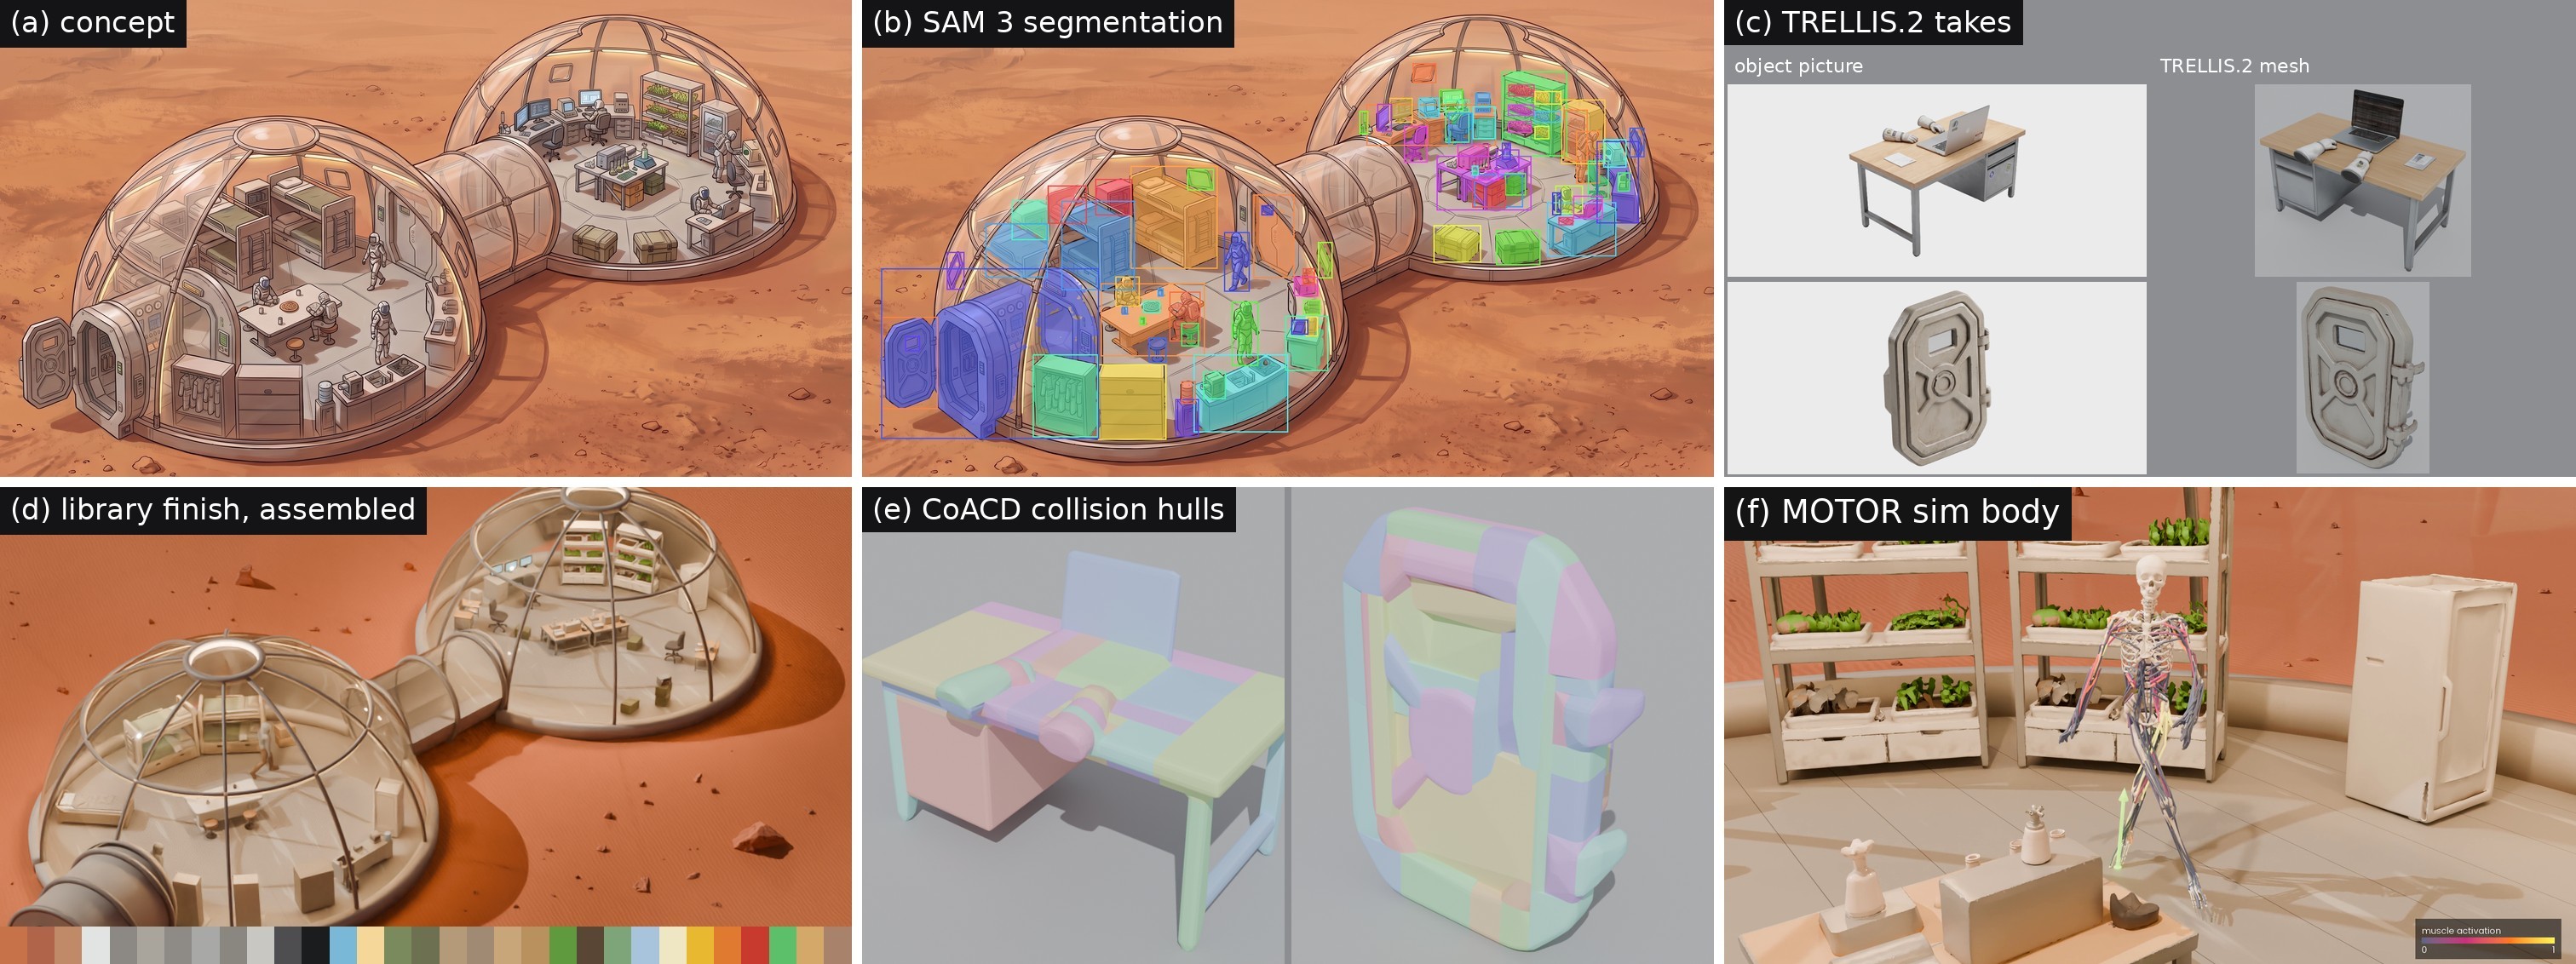 (a) concept
(b) SAM 3 segmentation
(c) TRELLIS.2 takes
object picture
TRELLIS.2 mesh
(d) library finish, assembled
(e) CoACD collision hulls
(f) MOTOR sim body
muscle activation
0 1